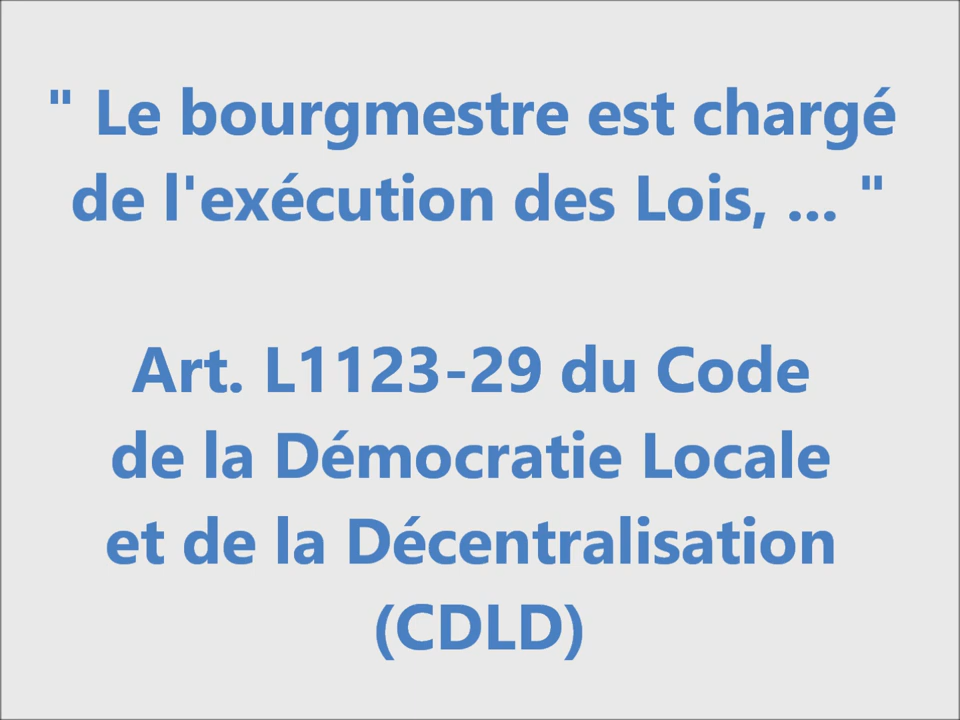 " Le bourgmestre est chargé
de l'exécution des Lois, ... "
Art. L1123-29 du Code
de la Démocratie Locale
et de la Décentralisation
(CDLD)